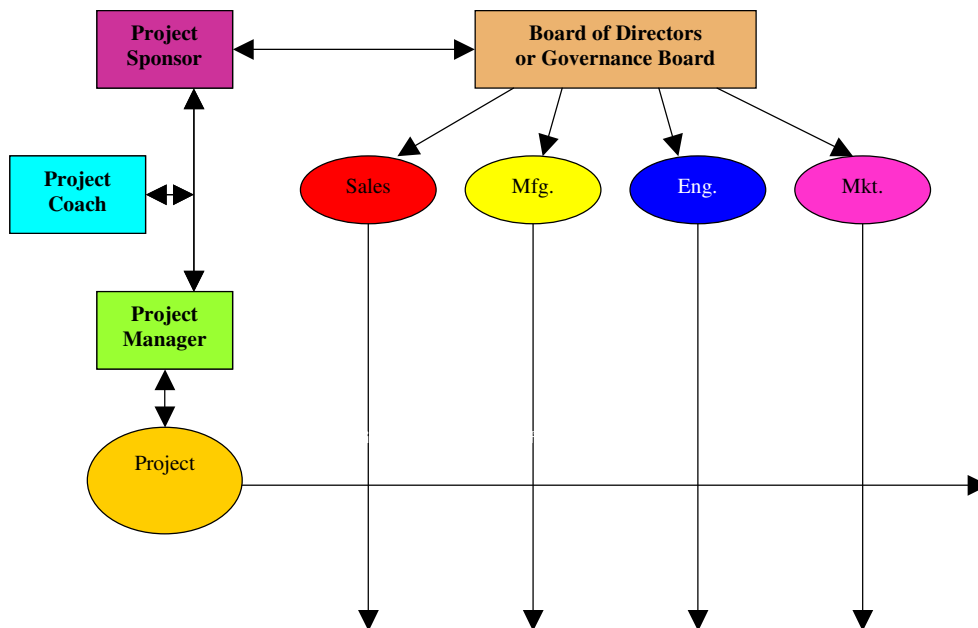 Project
Sponsor
Board of Directors
or Governance Board
Project
Coach
Sales
Mfg.
Eng.
Mkt.
Project
Manager
Project